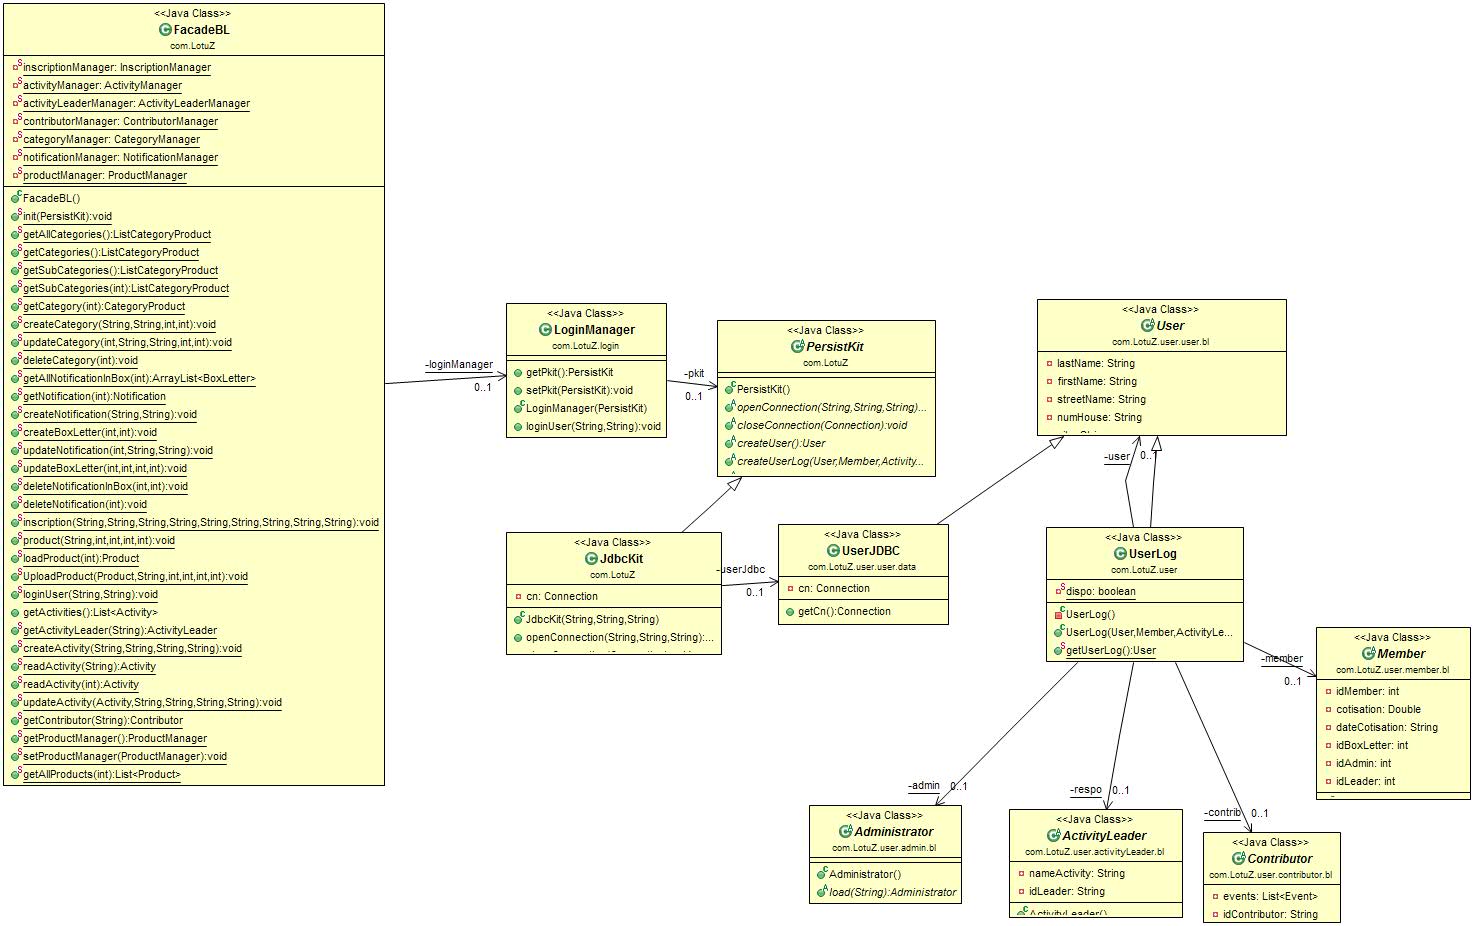 <<Java Class>>
FacadeBL
com.LotuZ
inscriptionManager: InscriptionManager
activityManager: ActivityManager
activityLeaderManager: ActivityLeaderManager
contributorManager: ContributorManager
categoryManager: CategoryManager
notificationManager: NotificationManager
productManager: ProductManager
FacadeBL()
init(PersistKit):void
getAllCategories():ListCategoryProduct
getCategories():ListCategoryProduct
getSubCategories():ListCategoryProduct
getSubCategories(int):ListCategoryProduct
getCategory(int):CategoryProduct
createCategory(String,String,int,int):void
updateCategory(int,String,String,int,int):void
deleteCategory(int):void
getAllNotificationInBox(int):ArrayList<BoxLetter>
getNotification(int):Notification
createNotification(String,String):void
createBoxLetter(int,int):void
updateNotification(int,String,String):void
updateBoxLetter(int,int,int,int):void
deleteNotificationInBox(int,int):void
deleteNotification(int):void
inscription(String,String,String,String,String,String,String,String,String):void
product(String,int,int,int,int):void
loadProduct(int):Product
UploadProduct(Product,String,int,int,int,int):void
loginUser(String,String):void
getActivities():List<Activity>
getActivityLeader(String):ActivityLeader
createActivity(String,String,String,String):void
readActivity(String):Activity
readActivity(int):Activity
updateActivity(Activity,String,String,String,String):void
getContributor(String):Contributor
getProductManager():ProductManager
setProductManager(ProductManager):void
getAllProducts(int):List<Product>
-loginManager
0..1
<<Java Class>>
LoginManager
com.LotuZ.login
getPkit():PersistKit
setPkit(PersistKit):void
LoginManager(PersistKit)
loginUser(String,String):void
-pkit
0..1
<<Java Class>>
PersistKit
com.LotuZ
PersistKit()
openConnection(String,String,String)...
closeConnection(Connection):void
createUser():User
createUserLog(User,Member,Activity...
<<Java Class>>
User
com.LotuZ.user.user.bl
lastName: String
firstName: String
streetName: String
numHouse: String
-user
0..1
<<Java Class>>
JdbcKit
com.LotuZ
cn: Connection
JdbcKit(String,String,String)
openConnection(String,String,String):...
-userJdbc
0..1
<<Java Class>>
UserJDBC
com.LotuZ.user.user.data
cn: Connection
getCn():Connection
<<Java Class>>
UserLog
com.LotuZ.user
dispo: boolean
UserLog()
UserLog(User,Member,ActivityLe...
getUserLog():User
-member
0..1
<<Java Class>>
Member
com.LotuZ.user.member.bl
idMember: int
cotisation: Double
dateCotisation: String
idBoxLetter: int
idAdmin: int
idLeader: int
-admin
0..1
<<Java Class>>
Administrator
com.LotuZ.user.admin.bl
Administrator()
load(String):Administrator
-respo
0..1
<<Java Class>>
ActivityLeader
com.LotuZ.user.activityLeader.bl
nameActivity: String
idLeader: String
ActivityLeader()
-contrib
0..1
<<Java Class>>
Contributor
com.LotuZ.user.contributor.bl
events: List<Event>
idContributor: String